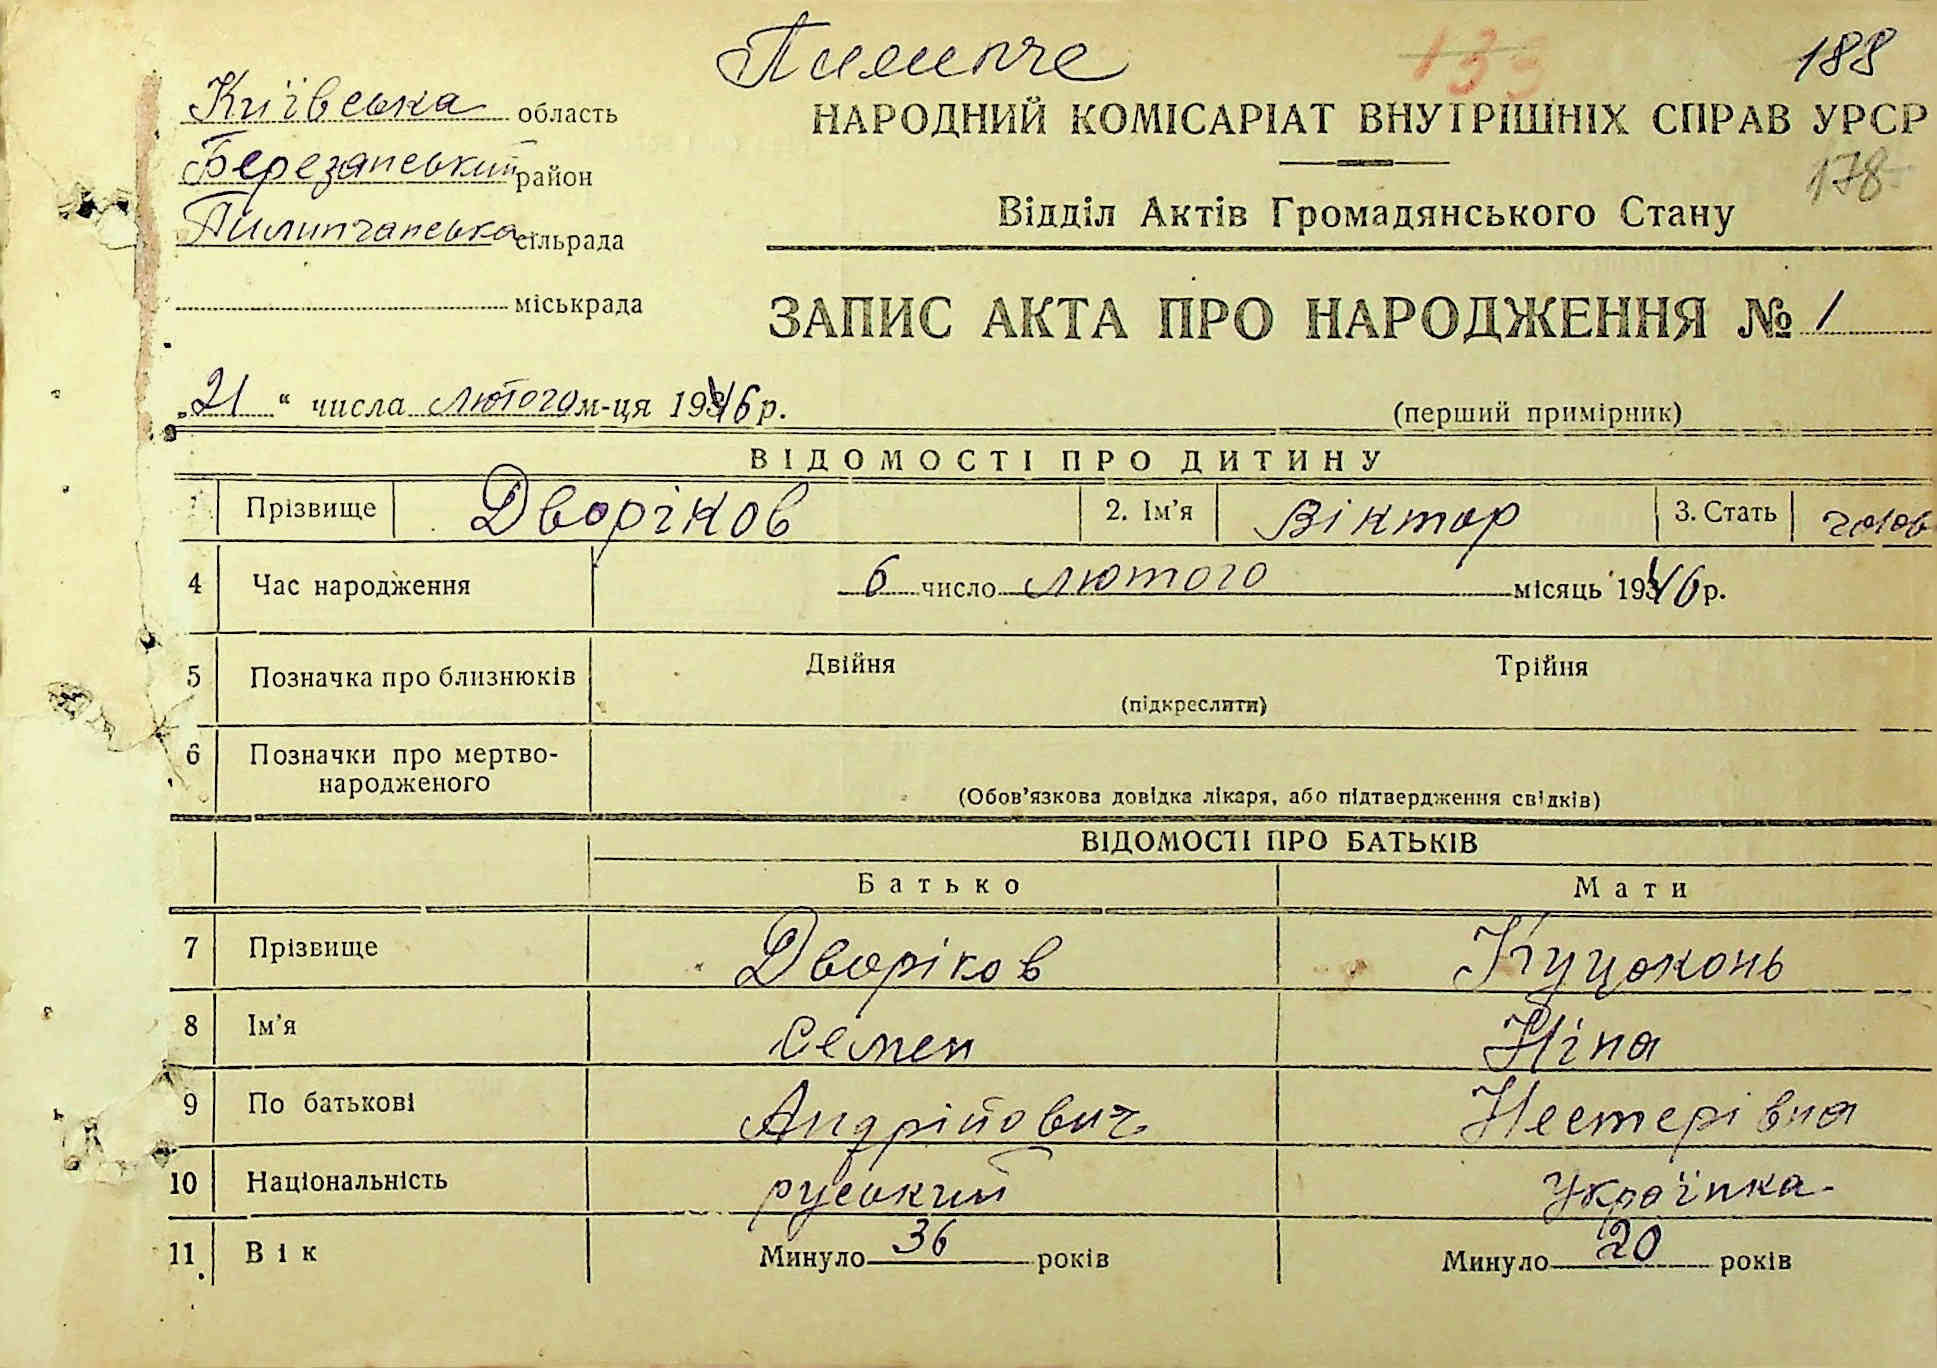 Пилипче
133
188
Київська область
НАРОДНИЙ КОМІСАРІАТ ВНУТРІШНІХ СПРАВ УРСР
Березанський район
178
Пилипчанська сільрада
Відділ Актів Громадянського Стану
міськрада
ЗАПИС АКТА ПРО НАРОДЖЕННЯ № 1
„21“ числа лютого м-ця 1946 р.
(перший примірник)
ВІДОМОСТІ ПРО ДИТИНУ
1 Прізвище Дворіков 2. Ім'я Віктор 3. Стать чолов
4 Час народження 6 число лютого місяць 1946 р.
5 Позначка про близнюків Двійня Трійня
(підкреслити)
6 Позначки про мертво-
народженого
(Обов'язкова довідка лікаря, або підтвердження свідків)
ВІДОМОСТІ ПРО БАТЬКІВ
Батько Мати
7 Прізвище Дворіков Куцоконь
8 Ім'я Семен Ніна
9 По батькові Андрійович Нестерівна
10 Національність руський Українка
11 Вік Минуло 36 років Минуло 20 років